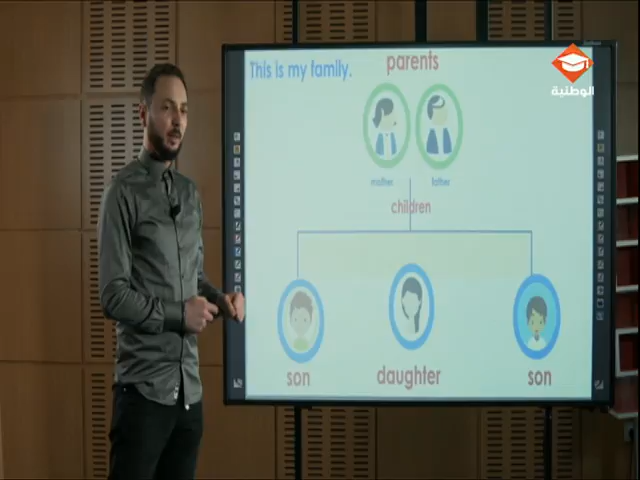 This is my family.
parents
الوطنية
mother
father
children
son
daughter
son